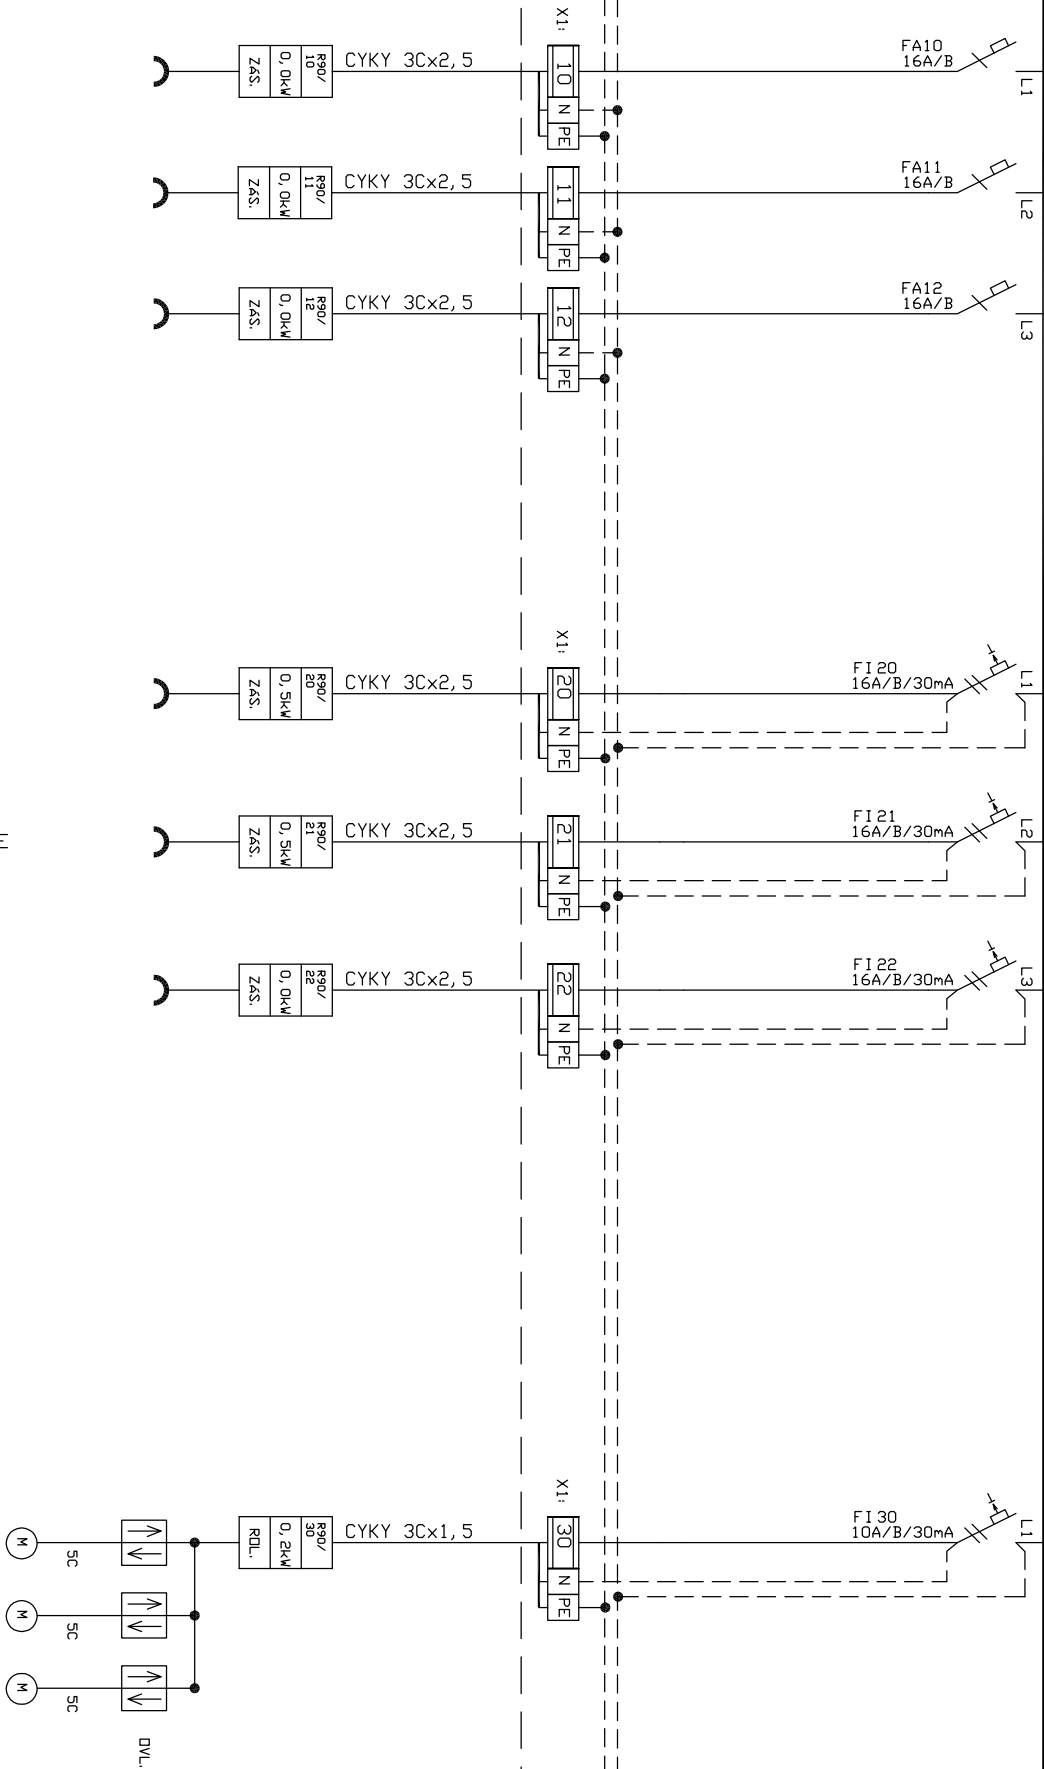 X1:
FA10
16A/B
L1
10
N
PE
CYKY 3Cx2,5
R90/
10
0,0kW
ZÁS.
FA11
16A/B
L2
11
N
PE
CYKY 3Cx2,5
R90/
11
0,0kW
ZÁS.
FA12
16A/B
L3
12
N
PE
CYKY 3Cx2,5
R90/
12
0,0kW
ZÁS.
X1:
FI20
16A/B/30mA
L1
20
N
PE
CYKY 3Cx2,5
R90/
20
0,5kW
ZÁS.
FI21
16A/B/30mA
L2
21
N
PE
CYKY 3Cx2,5
R90/
21
0,5kW
ZÁS.
FI22
16A/B/30mA
L3
22
N
PE
CYKY 3Cx2,5
R90/
22
0,0kW
ZÁS.
X1:
FI30
10A/B/30mA
L1
30
N
PE
CYKY 3Cx1,5
R90/
30
0,2kW
ROL.
M
5C
M
5C
M
5C
OVL.